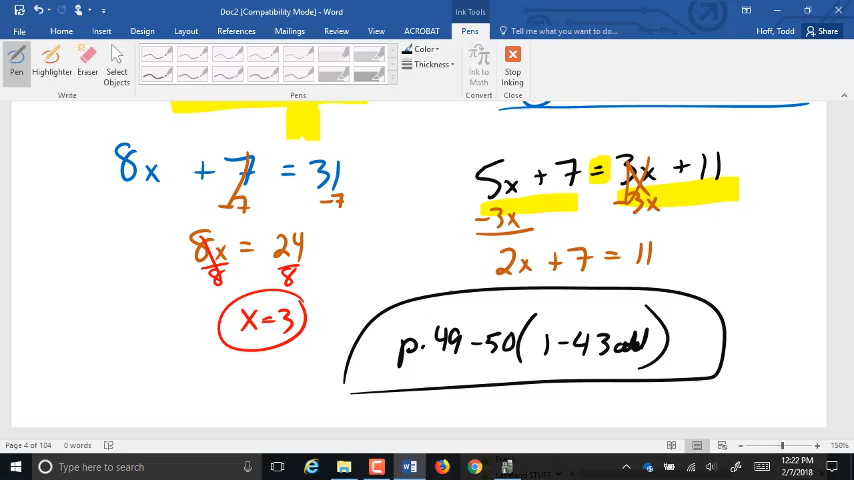 Doc2 [Compatibility Mode] - Word
Ink Tools
Hoff, Todd
File Home Insert Design Layout References Mailings Review View ACROBAT Pens Tell me what you want to do... Share
Pen Highlighter Eraser Select Objects
Color
Thickness
Ink to Math
Stop Inking
Write Pens Convert Close
8x + 7 = 31
-7 -7
8x = 24
8 8
x = 3
5x + 7 = 3x + 11
-3x -3x
2x + 7 = 11
p. 49 - 50 ( 1 - 43 odd )
Page 4 of 104 0 words 150%
Type here to search
12:22 PM
2/7/2018